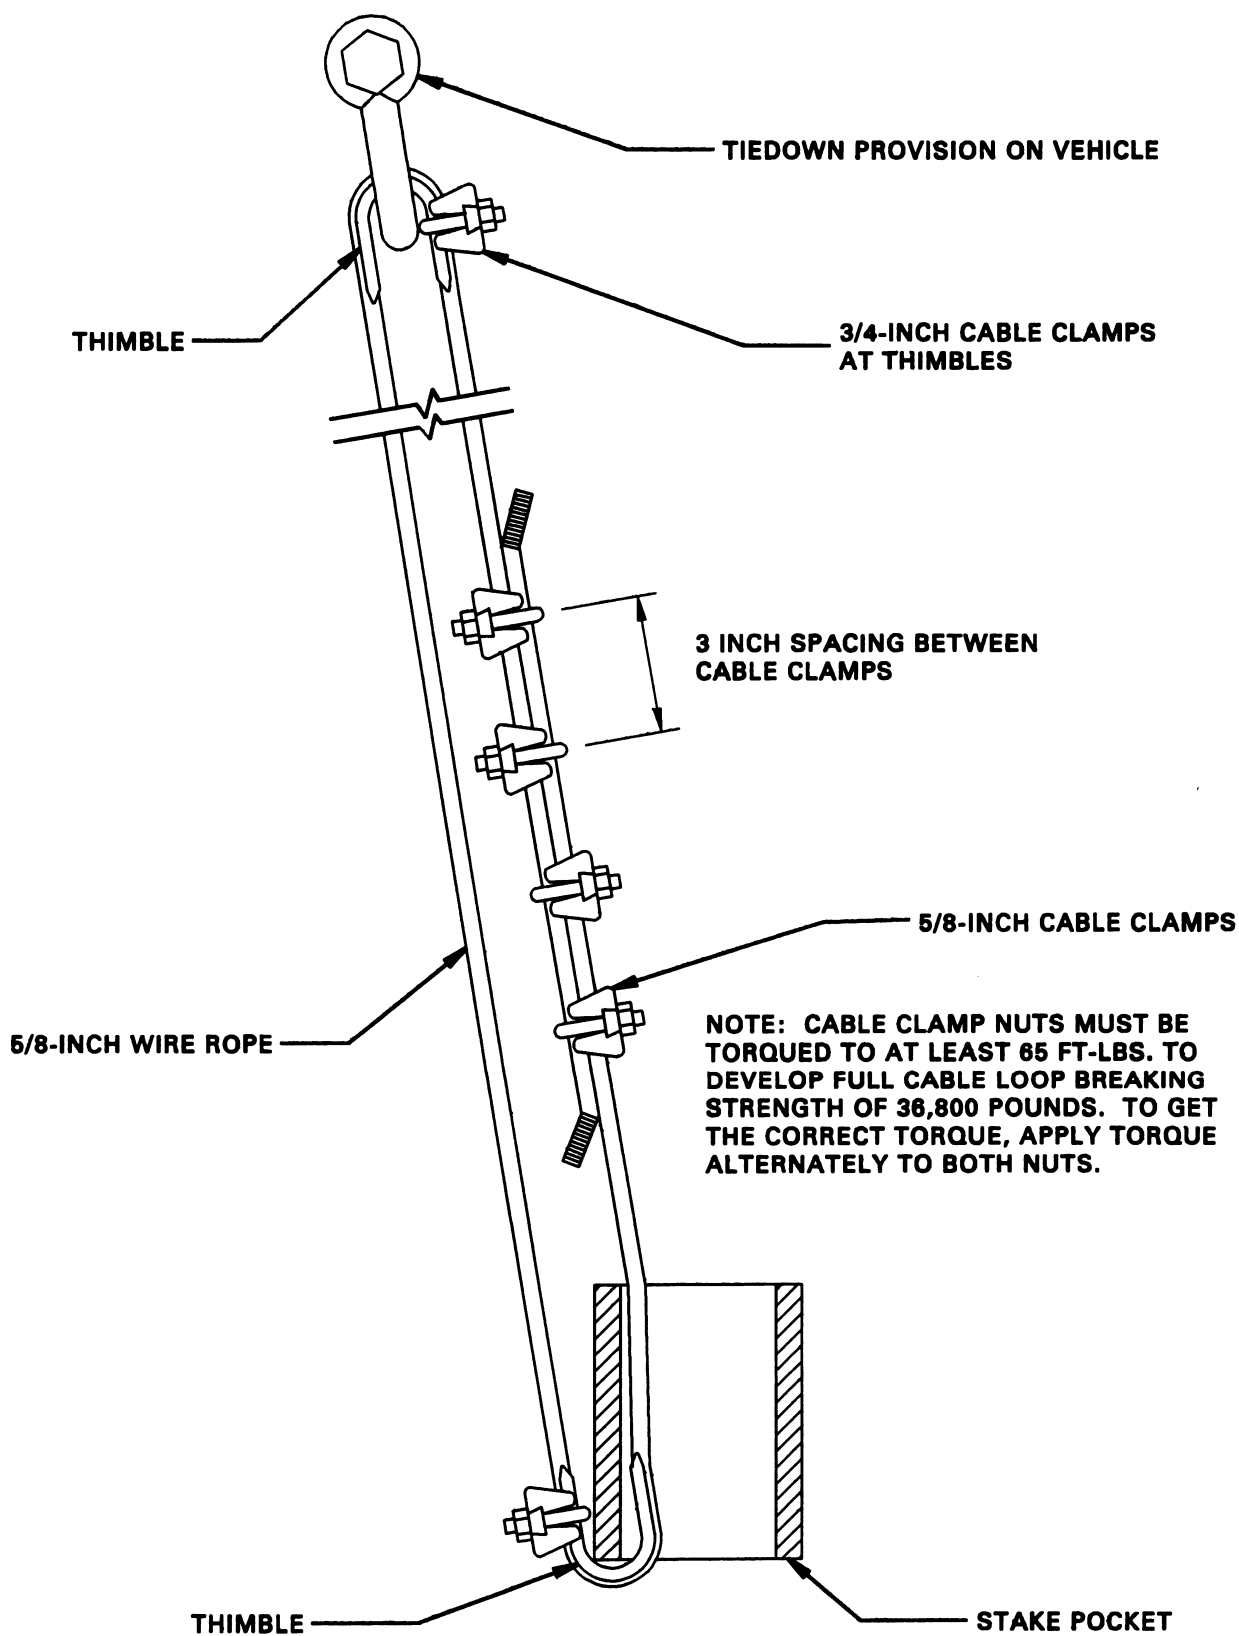 TIEDOWN PROVISION ON VEHICLE
THIMBLE
3/4-INCH CABLE CLAMPS
AT THIMBLES
3 INCH SPACING BETWEEN
CABLE CLAMPS
5/8-INCH CABLE CLAMPS
5/8-INCH WIRE ROPE
NOTE: CABLE CLAMP NUTS MUST BE
TORQUED TO AT LEAST 65 FT-LBS. TO
DEVELOP FULL CABLE LOOP BREAKING
STRENGTH OF 36,800 POUNDS. TO GET
THE CORRECT TORQUE, APPLY TORQUE
ALTERNATELY TO BOTH NUTS.
THIMBLE
STAKE POCKET